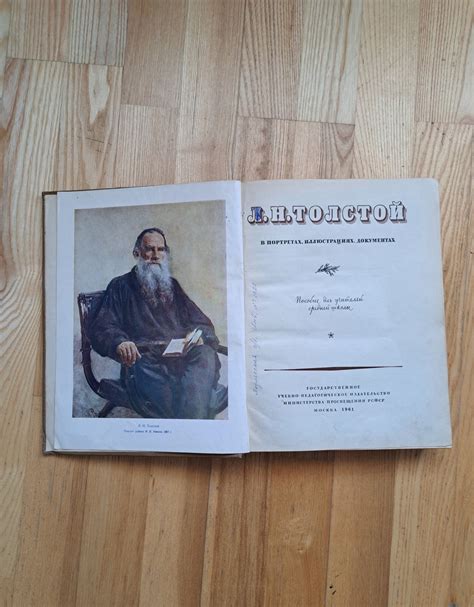 Л. Н. Толстой
Л.Н.ТОЛСТОЙ
В ПОРТРЕТАХ, ИЛЛЮСТРАЦИЯХ, ДОКУМЕНТАХ
Пособие для учителей
средней школы
ГОСУДАРСТВЕННОЕ
УЧЕБНО-ПЕДАГОГИЧЕСКОЕ ИЗДАТЕЛЬСТВО
МИНИСТЕРСТВА ПРОСВЕЩЕНИЯ РСФСР
МОСКВА 1961